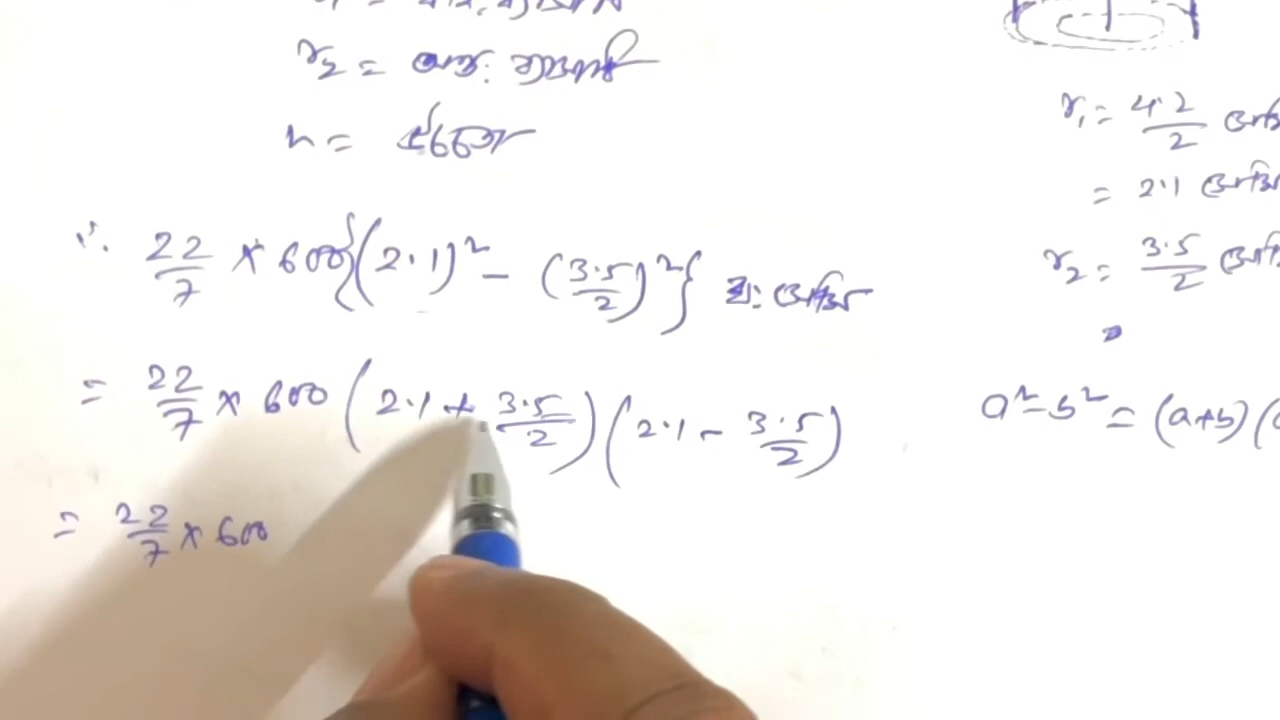 r₂ = অন্তঃ ব্যাসার্ধ
h = দৈর্ঘ্য
∴ 22/7 × 600{(2.1)² - (3.5/2)²} ঘ: সেমি
= 22/7 × 600 (2.1 + 3.5/2)(2.1 - 3.5/2)
= 22/7 × 600
r₁ = 4.2/2
= 2.1
r₂ = 3.5/2
a² - b² = (a+b)(